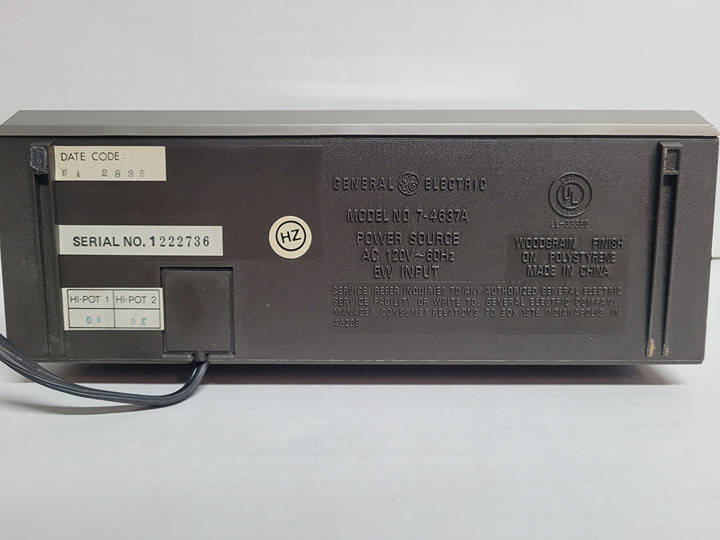 DATE CODE:
2835
SERIAL NO. 1222736
HI-POT 1 HI-POT 2
OK OK
HZ
GENERAL GE ELECTRIC
MODEL NO. 7-4637A
POWER SOURCE
AC 120V~60Hz
5W INPUT
SERVICE: REFER INQUIRIES TO ANY AUTHORIZED GENERAL ELECTRIC
SERVICE FACILITY OR WRITE TO: GENERAL ELECTRIC COMPANY,
MANAGER, CONSUMER RELATIONS, PO BOX 1976 INDIANAPOLIS, IN
46206
UL
WOODGRAIN FINISH
ON POLYSTYRENE
MADE IN CHINA